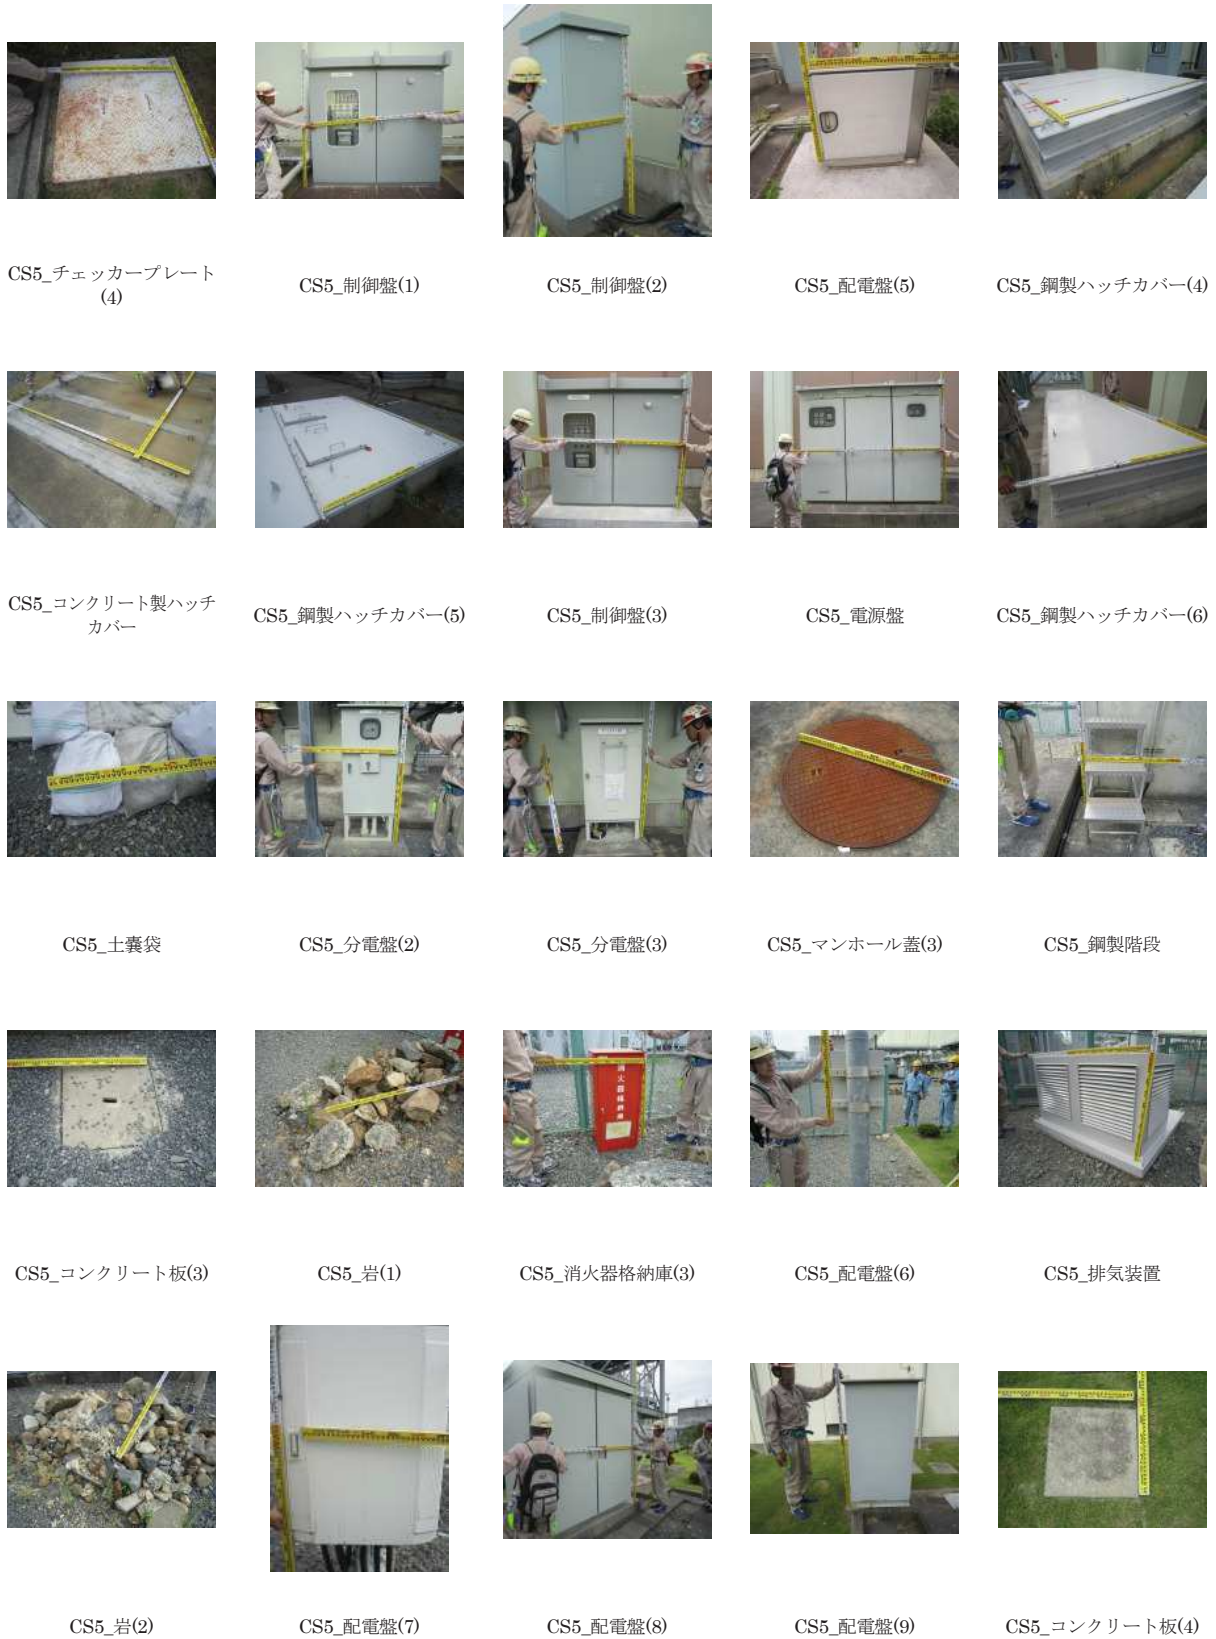 CS5_チェッカープレート
(4)
CS5_制御盤(1)
CS5_制御盤(2)
CS5_配電盤(5)
CS5_鋼製ハッチカバー(4)
CS5_コンクリート製ハッチ
カバー
CS5_鋼製ハッチカバー(5)
CS5_制御盤(3)
CS5_電源盤
CS5_鋼製ハッチカバー(6)
CS5_土嚢袋
CS5_分電盤(2)
CS5_分電盤(3)
CS5_マンホール蓋(3)
CS5_鋼製階段
消火器格納庫
CS5_コンクリート板(3)
CS5_岩(1)
CS5_消火器格納庫(3)
CS5_配電盤(6)
CS5_排気装置
CS5_岩(2)
CS5_配電盤(7)
CS5_配電盤(8)
CS5_配電盤(9)
CS5_コンクリート板(4)